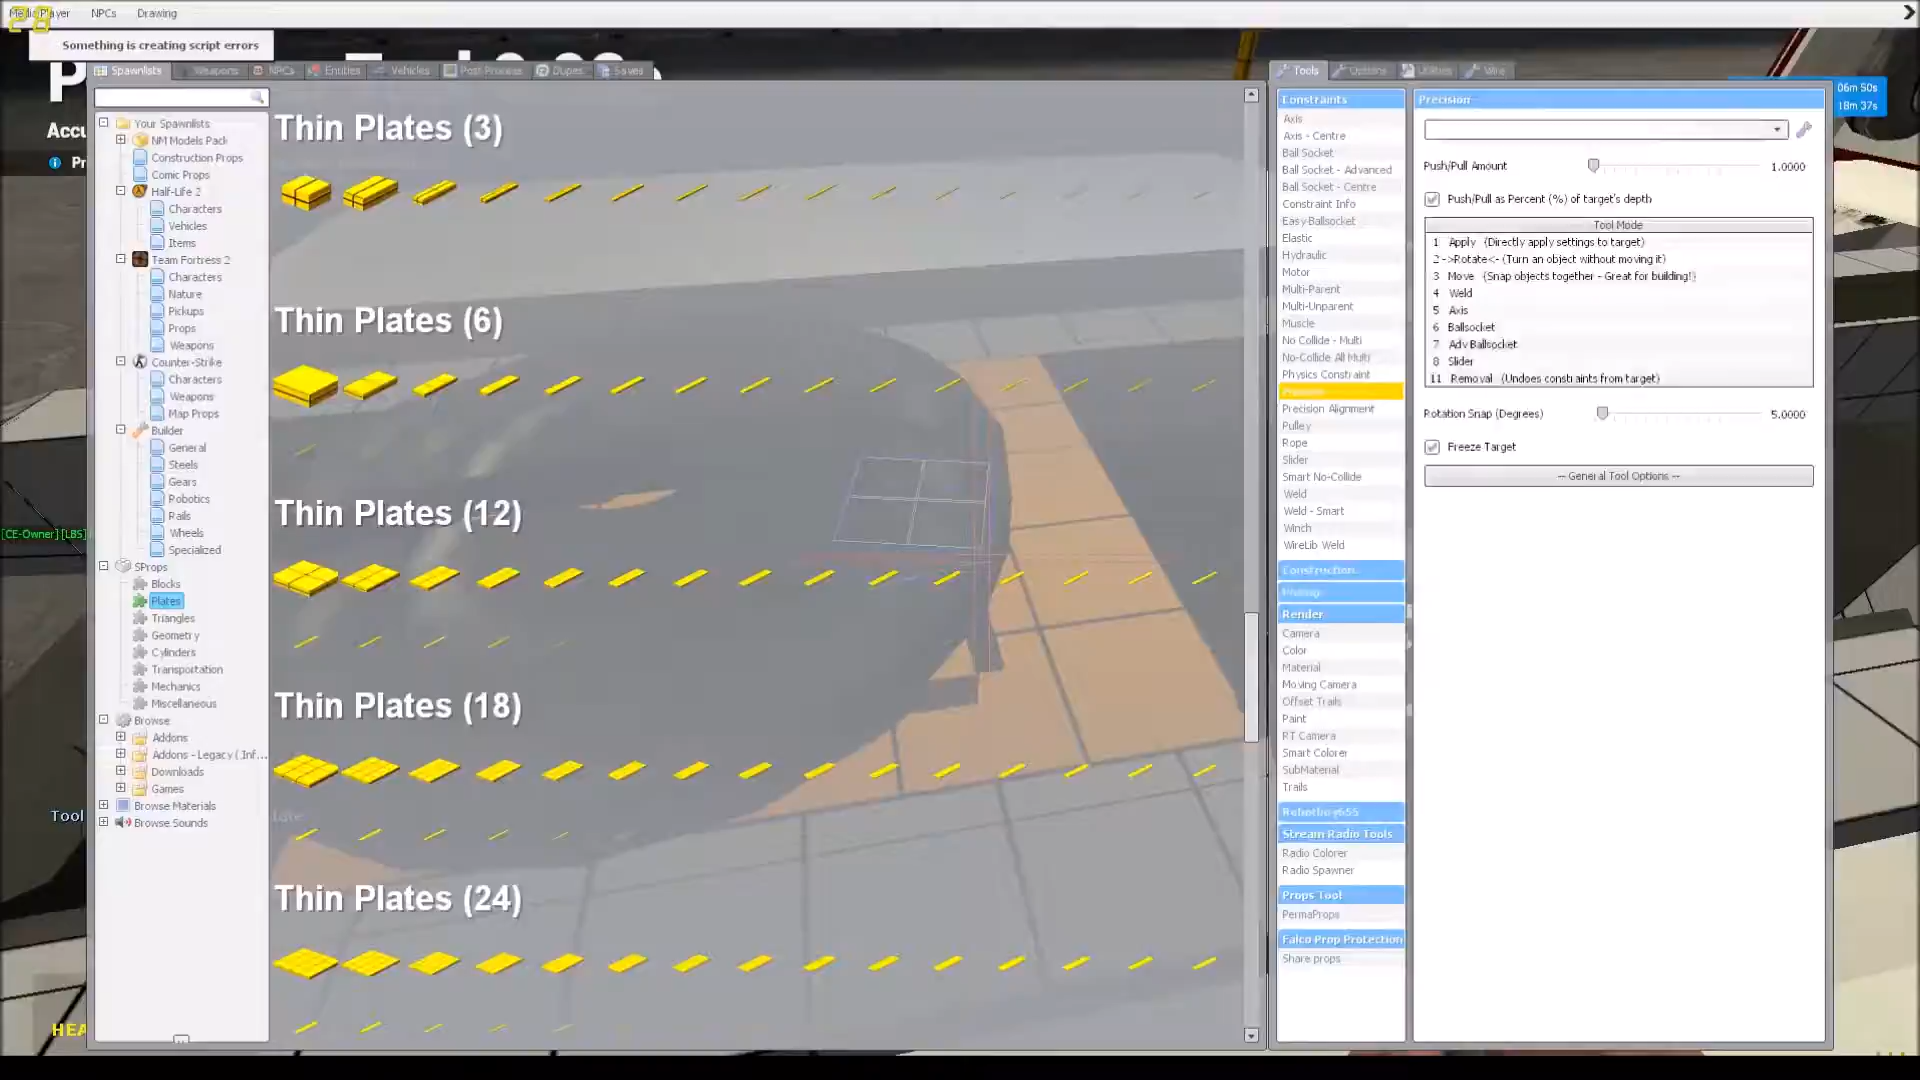 Media Player
NPCs
Drawing
28
Something is creating script errors
Spawnlists
Weapons
NPCs
Entities
Vehicles
Post Process
Dupes
Saves
Tools
Options
Utilities
Wire
06m 50s
18m 37s
Your Spawnlists
NM Models Pack
Construction Props
Comic Props
Half-Life 2
Characters
Vehicles
Items
Team Fortress 2
Characters
Nature
Pickups
Props
Weapons
Counter-Strike
Characters
Weapons
Map Props
Builder
General
Steels
Gears
Robotics
Rails
Wheels
Specialized
SProps
Blocks
Plates
Triangles
Geometry
Cylinders
Transportation
Mechanics
Miscellaneous
Browse
Addons
Addons - Legacy ( .Inf...
Downloads
Games
Browse Materials
Browse Sounds
Accu
Pr
[CE-Owner] [LBS]
Tool
HEA
Thin Plates (3)
Thin Plates (6)
Thin Plates (12)
Thin Plates (18)
Thin Plates (24)
Constraints
Axis
Axis - Centre
Ball Socket
Ball Socket - Advanced
Ball Socket - Centre
Constraint Info
Easy Ballsocket
Elastic
Hydraulic
Motor
Multi-Parent
Multi-Unparent
Muscle
No Collide - Multi
No-Collide All Multi
Physics Constraint
Precision
Precision Alignment
Pulley
Rope
Slider
Smart No-Collide
Weld
Weld - Smart
Winch
WireLib Weld
Construction
Render
Camera
Color
Material
Moving Camera
Offset Trails
Paint
RT Camera
Smart Colorer
SubMaterial
Trails
Robotboy655
Stream Radio Tools
Radio Colorer
Radio Spawner
Props Tool
PermaProps
Falco Prop Protection
Share props
Precision
Push/Pull Amount
1.0000
Push/Pull as Percent (%) of target's depth
Tool Mode
1 Apply (Directly apply settings to target)
2 ->Rotate<- (Turn an object without moving it)
3 Move (Snap objects together - Great for building!)
4 Weld
5 Axis
6 Ballsocket
7 Adv Ballsocket
8 Slider
11 Removal (Undoes constraints from target)
Rotation Snap (Degrees)
5.0000
Freeze Target
-- General Tool Options --